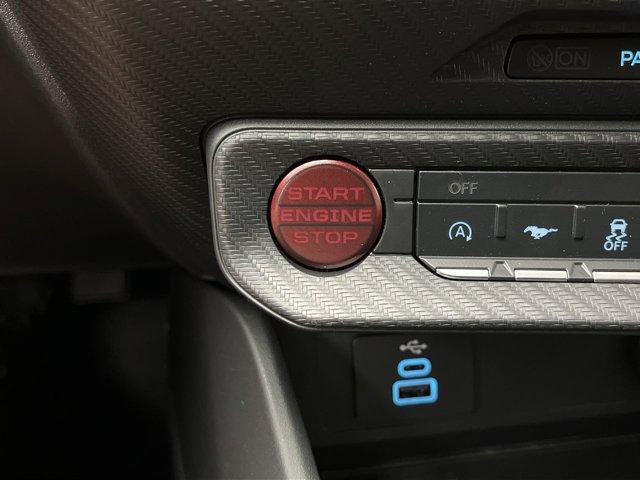 ON
PA
START
ENGINE
STOP
OFF
A
OFF